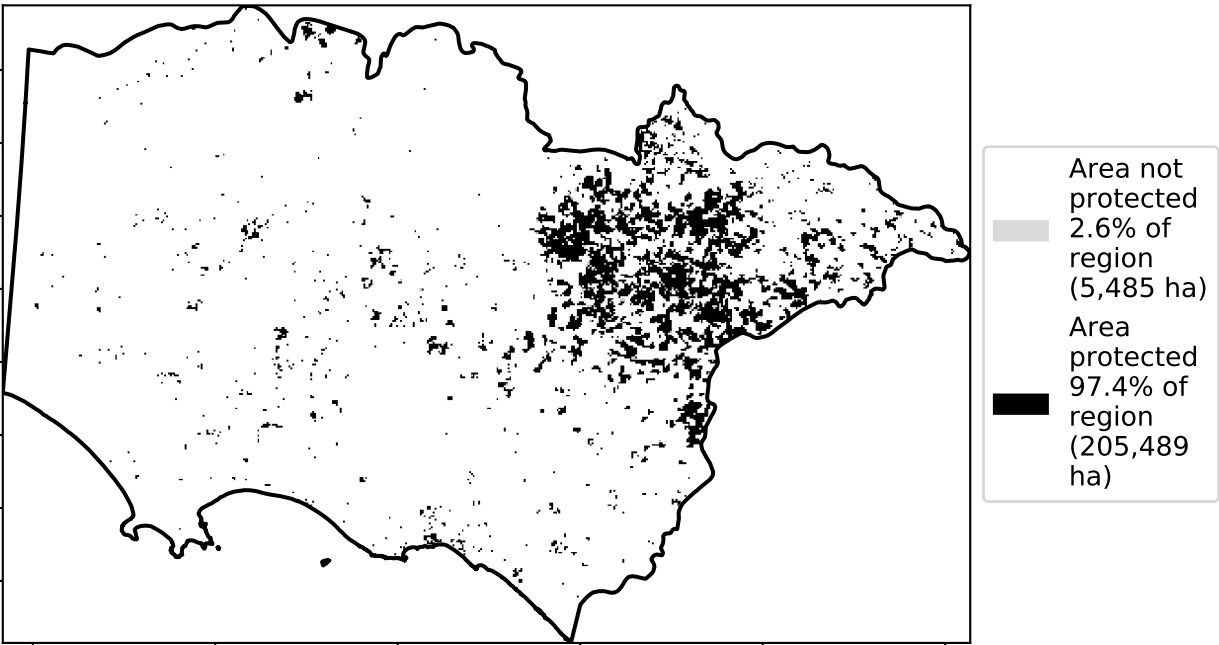 Area not
protected
2.6% of
region
(5,485 ha)
Area
protected
97.4% of
region
(205,489
ha)